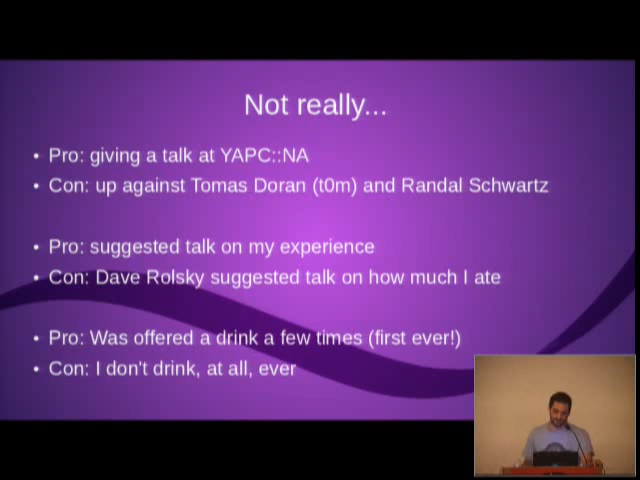 Not really...
• Pro: giving a talk at YAPC::NA
• Con: up against Tomas Doran (t0m) and Randal Schwartz
• Pro: suggested talk on my experience
• Con: Dave Rolsky suggested talk on how much I ate
• Pro: Was offered a drink a few times (first ever!)
• Con: I don't drink, at all, ever